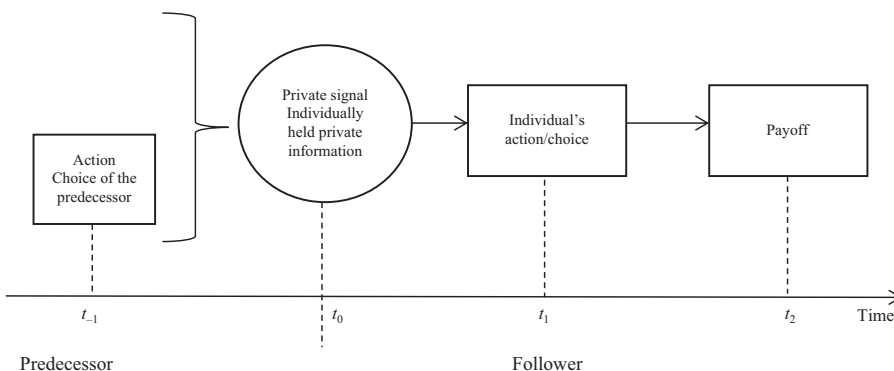 Private signal
Individually
held private
information
Individual's
action/choice
Payoff
Action
Choice of the
predecessor
t–1
t0
t1
t2
Time
Predecessor
Follower